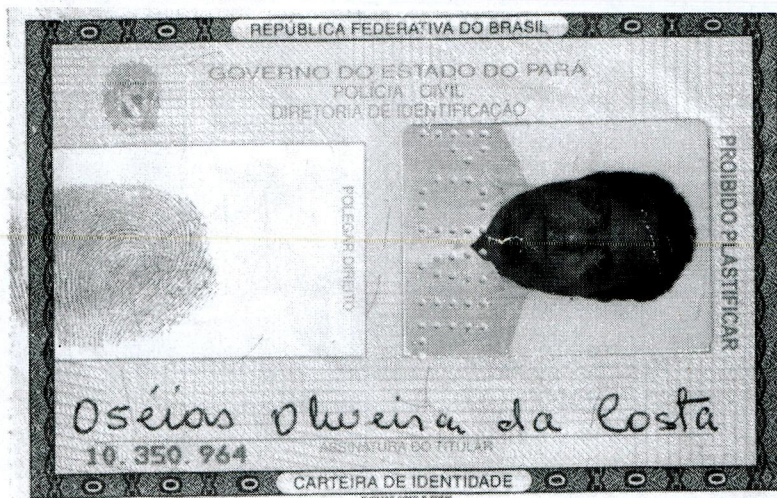 REPÚBLICA FEDERATIVA DO BRASIL
GOVERNO DO ESTADO DO PARÁ
POLÍCIA CIVIL
DIRETORIA DE IDENTIFICAÇÃO
POLEGAR DIREITO
PROIBIDO PLASTIFICAR
Oséias Oliveira da Costa
10.350.964
ASSINATURA DO TITULAR
CARTEIRA DE IDENTIDADE